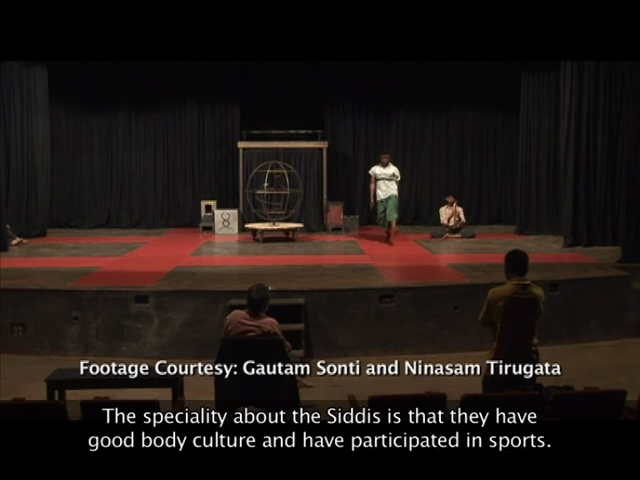 Footage Courtesy: Gautam Sonti and Ninasam Tirugata
The speciality about the Siddis is that they have
good body culture and have participated in sports.